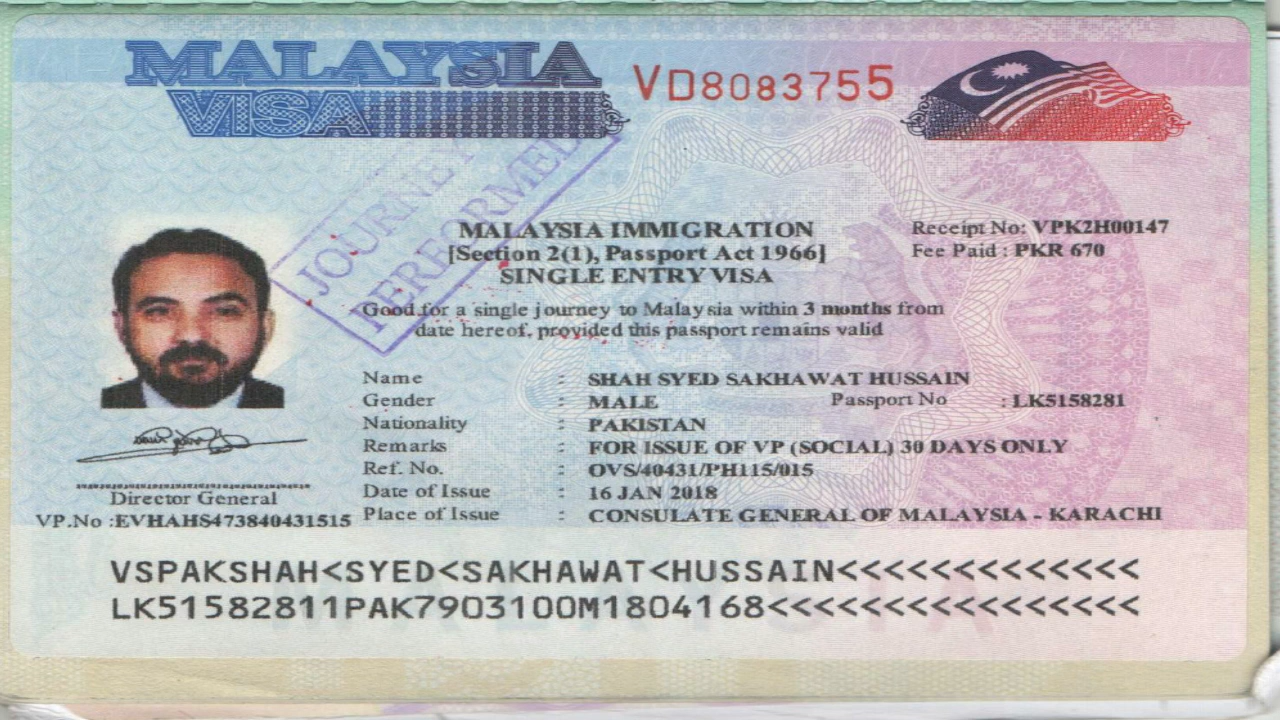 MALAYSIA
VISA
VD8083755
JOURNEY
PERFORMED
MALAYSIA IMMIGRATION
[Section 2(1), Passport Act 1966]
SINGLE ENTRY VISA
Receipt No: VPK2H00147
Fee Paid : PKR 670
Good for a single journey to Malaysia within 3 months from
date hereof, provided this passport remains valid
Name : SHAH SYED SAKHAWAT HUSSAIN
Gender : MALE Passport No : LK5158281
Nationality : PAKISTAN
Remarks : FOR ISSUE OF VP (SOCIAL) 30 DAYS ONLY
Ref. No. : OVS/40431/PH115/015
Date of Issue : 16 JAN 2018
Place of Issue : CONSULATE GENERAL OF MALAYSIA - KARACHI
Director General
VP.No :EVHAHS473840431515
VSPAKSHAH<SYED<SAKHAWAT<HUSSAIN<<<<<<<<<<<<<
LK51582811PAK7903100M1804168<<<<<<<<<<<<<<<<